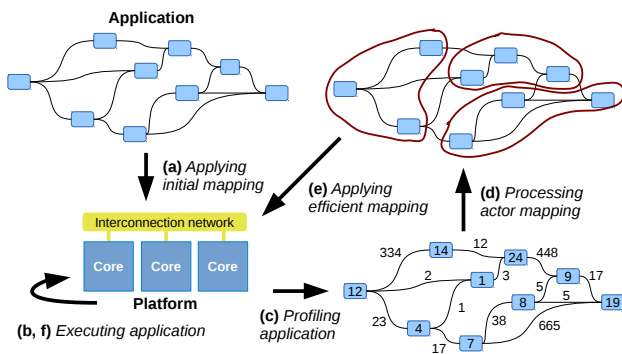 Application
(a) Applying
initial mapping
(e) Applying
efficient mapping
(d) Processing
actor mapping
Interconnection network
Core Core Core
Platform
(b, f) Executing application
(c) Profiling
application
334 14 12 24 448
12 2 1 3 9 17
23 4 1 8 5 5 19
17 7 38 665